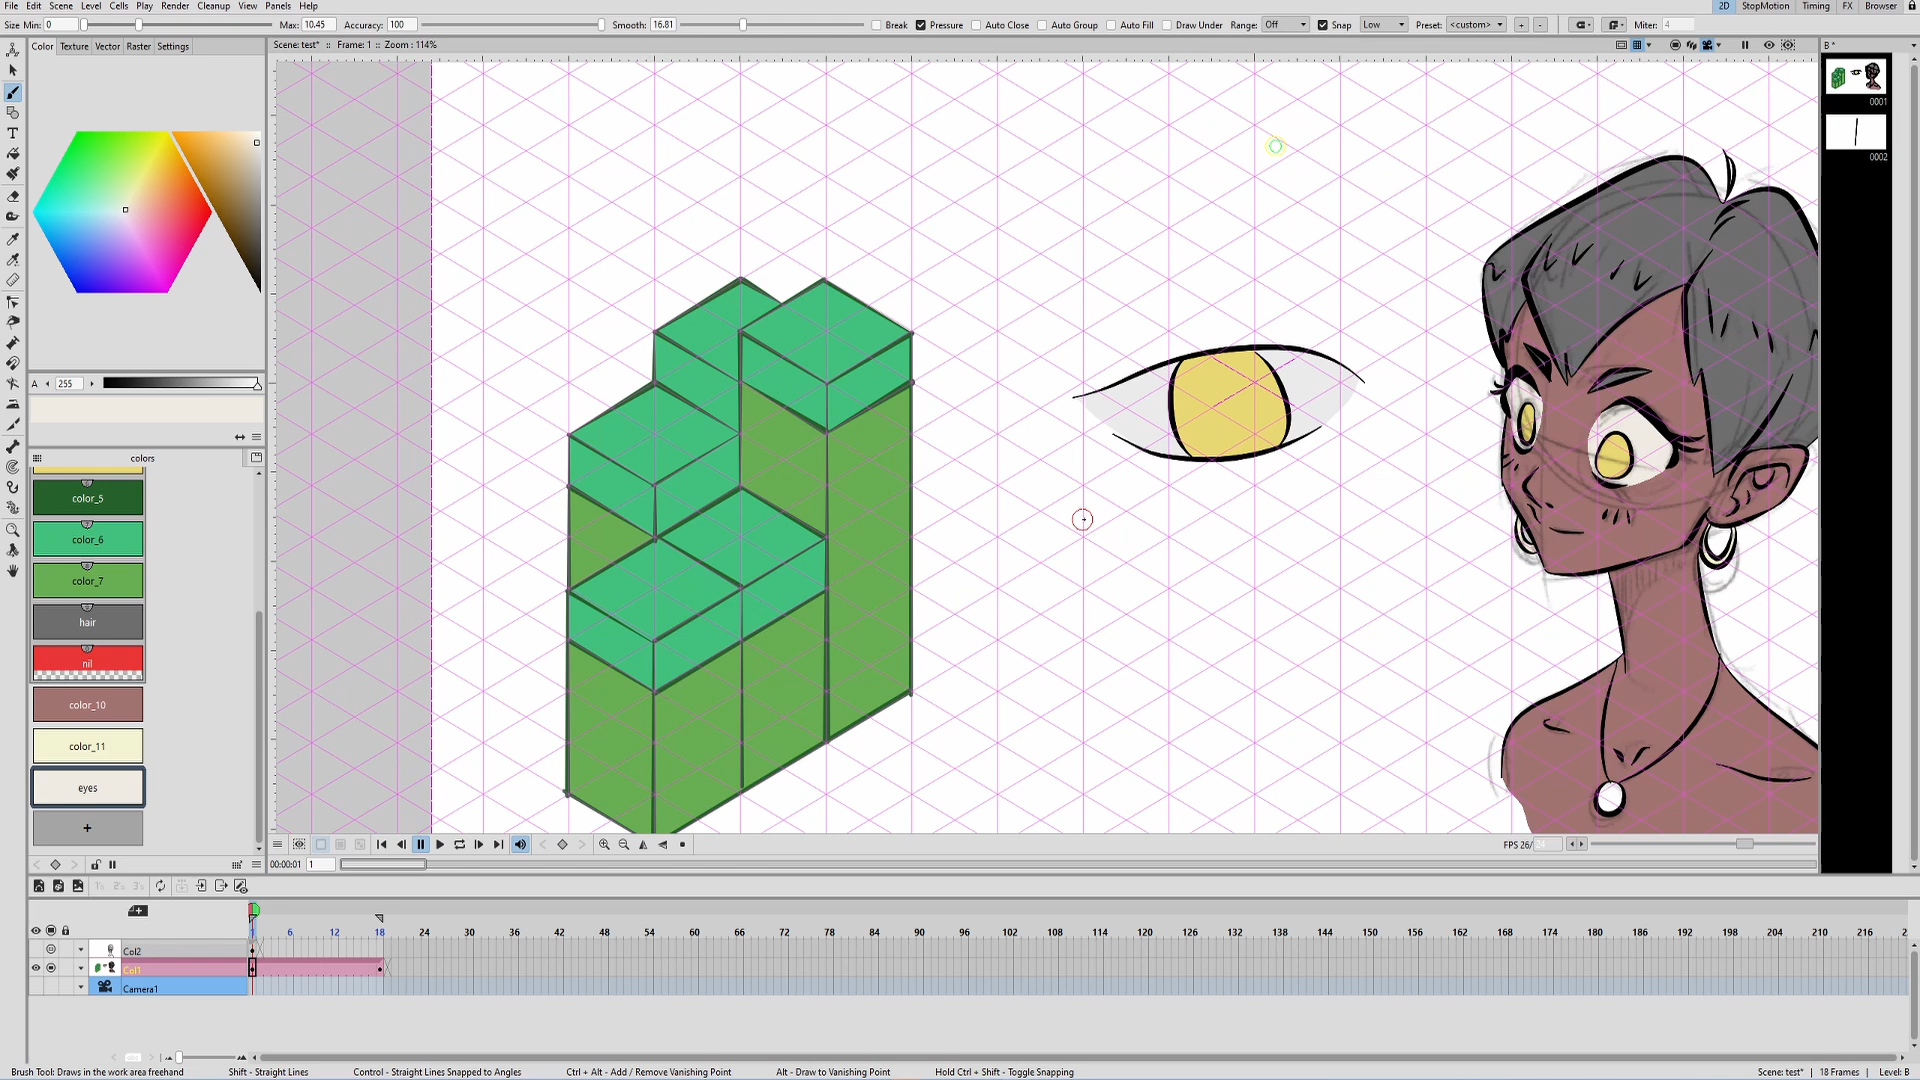 File Edit Scene Level Cells Play Render Cleanup View Panels Help
2D StopMotion Timing FX Browser
Size Min: 0 Max: 10.45 Accuracy: 100 Smooth: 16.81 Break Pressure Auto Close Auto Group Auto Fill Draw Under Range: Off Snap Low Preset: <custom> + - Miter: 4
Color Texture Vector Raster Settings
Scene: test* :: Frame: 1 :: Zoom : 114%
B *
0001
0002
A 255
colors
color_5
color_6
color_7
hair
nil
color_10
color_11
eyes
+
FPS 26/
00:00:01 1
1's 2's 3's
1 6 12 18 24 30 36 42 48 54 60 66 72 78 84 90 96 102 108 114 120 126 132 138 144 150 156 162 168 174 180 186 192 198 204 210 216 2
Col2
Col1
Camera1
Brush Tool: Draws in the work area freehand Shift - Straight Lines Control - Straight Lines Snapped to Angles Ctrl + Alt - Add / Remove Vanishing Point Alt - Draw to Vanishing Point Hold Ctrl + Shift - Toggle Snapping Scene: test* 18 Frames Level: B